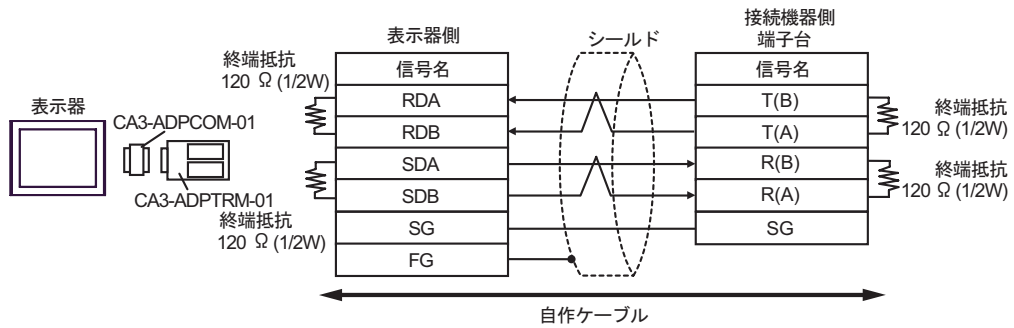 表示器
CA3-ADPCOM-01
CA3-ADPTRM-01
終端抵抗
120 Ω (1/2W)
終端抵抗
120 Ω (1/2W)
表示器側
信号名
RDA
RDB
SDA
SDB
SG
FG
シールド
接続機器側
端子台
信号名
T(B)
T(A)
R(B)
R(A)
SG
終端抵抗
120 Ω (1/2W)
終端抵抗
120 Ω (1/2W)
自作ケーブル